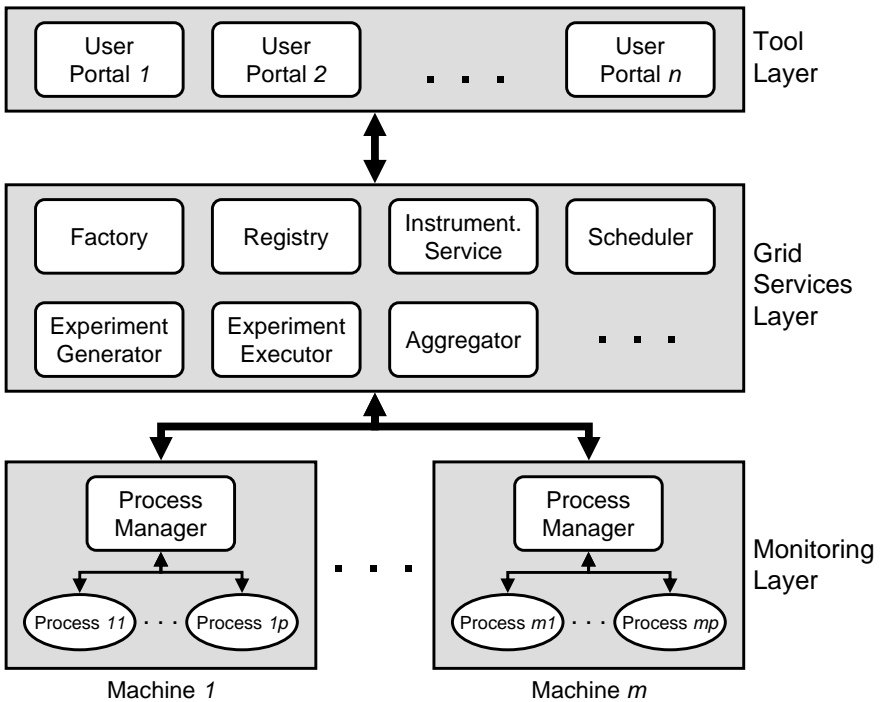 User
Portal 1
User
Portal 2
. . .
User
Portal n
Tool
Layer
Factory
Registry
Instrument.
Service
Scheduler
Experiment
Generator
Experiment
Executor
Aggregator
. . .
Grid
Services
Layer
Process
Manager
Process 11
. . .
Process 1p
Machine 1
. . .
Process
Manager
Process m1
. . .
Process mp
Machine m
Monitoring
Layer